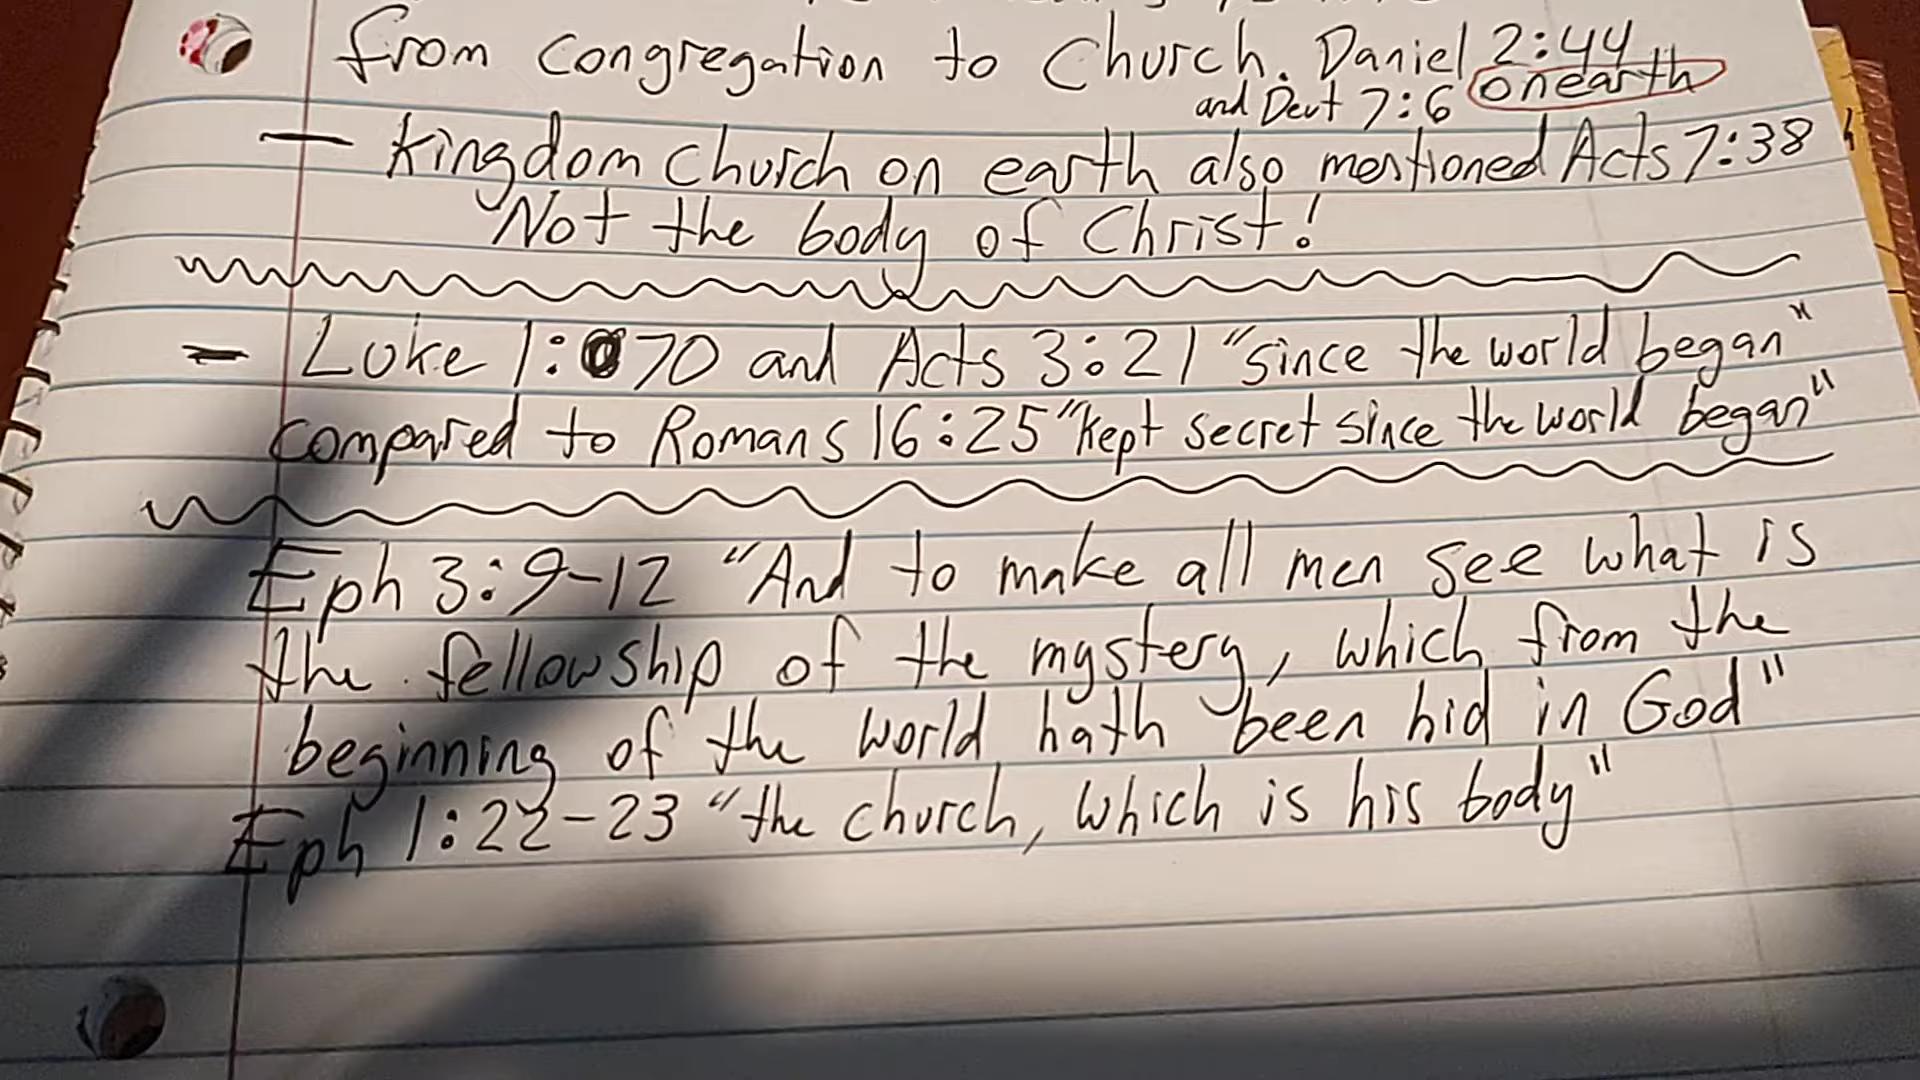 from congregation to Church. Daniel 2:44
and Deut 7:6 on earth
— Kingdom church on earth also mentioned Acts 7:38
Not the body of Christ!
- Luke 1:70 and Acts 3:21 "since the world began"
compared to Romans 16:25 "kept secret since the world began"
Eph 3:9-12 "And to make all men see what is
the fellowship of the mystery, which from the
beginning of the world hath been hid in God"
Eph 1:22-23 "the church, which is his body"